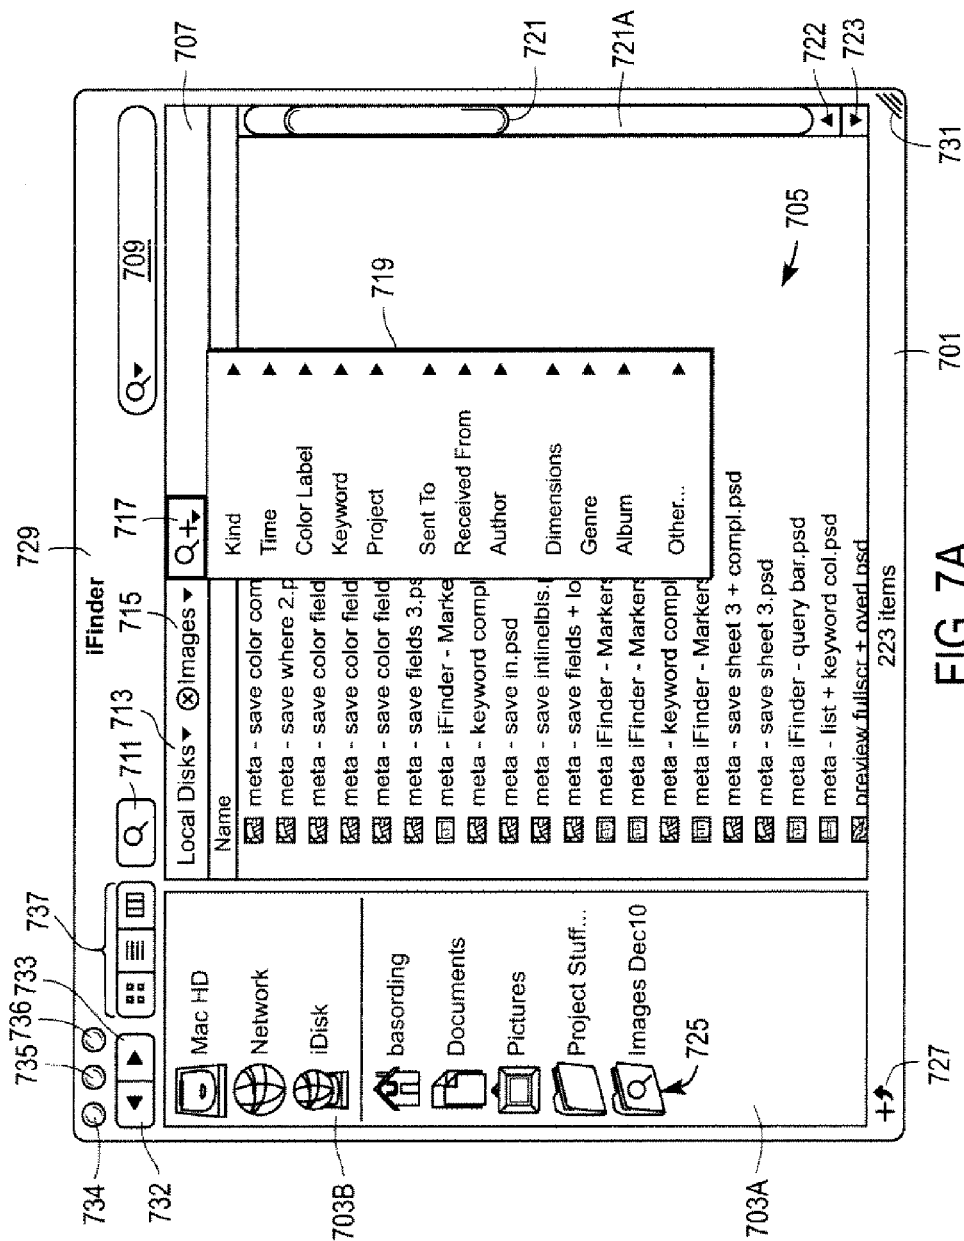 729
iFinder
734
735
736
733
732
737
711
713
715
717
709
707
Local Disks
Images
Name
Mac HD
Network
iDisk
basording
Documents
Pictures
Project Stuff...
Images Dec10
meta - save color com
meta - save where 2.p
meta - save color field
meta - save color field
meta - save color field
meta - save fields 3.ps
meta - iFinder - Marke
meta - keyword compl
meta - save in.psd
meta - save inlinelbls.
meta - save fields + lo
meta iFinder - Markers
meta iFinder - Markers
meta - keyword compl
meta iFinder - Markers
meta - save sheet 3 + compl.psd
meta - save sheet 3.psd
meta iFinder - query bar.psd
meta - list + keyword col.psd
preview fullscr + overl.psd
Kind
Time
Color Label
Keyword
Project
Sent To
Received From
Author
Dimensions
Genre
Album
Other...
719
721
721A
722
723
705
725
703B
703A
727
223 items
701
731
FIG. 7A